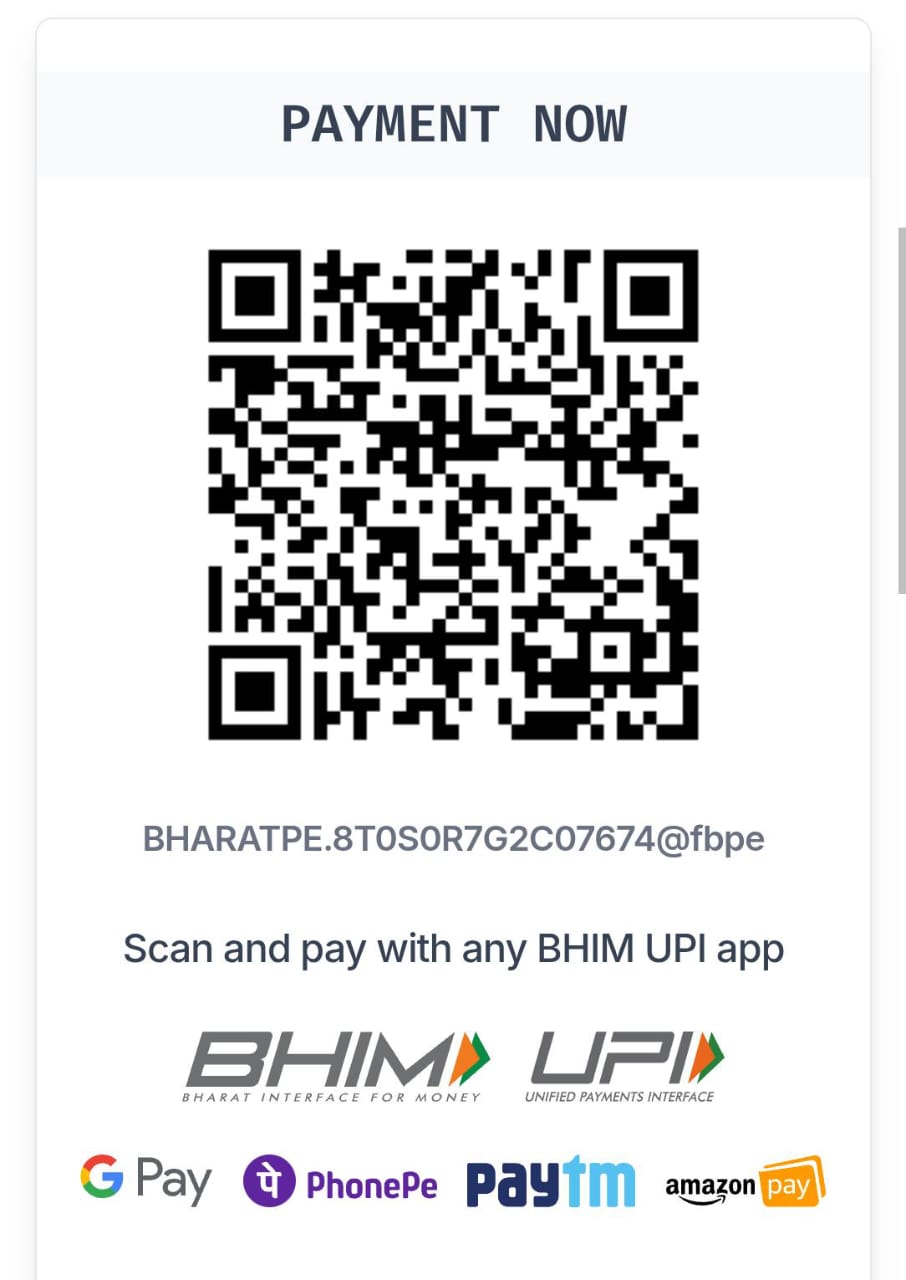 PAYMENT NOW
BHARATPE.8T0S0R7G2C07674@fbpe
Scan and pay with any BHIM UPI app
BHIM UPI
BHARAT INTERFACE FOR MONEY UNIFIED PAYMENTS INTERFACE
G Pay पे PhonePe paytm amazon pay